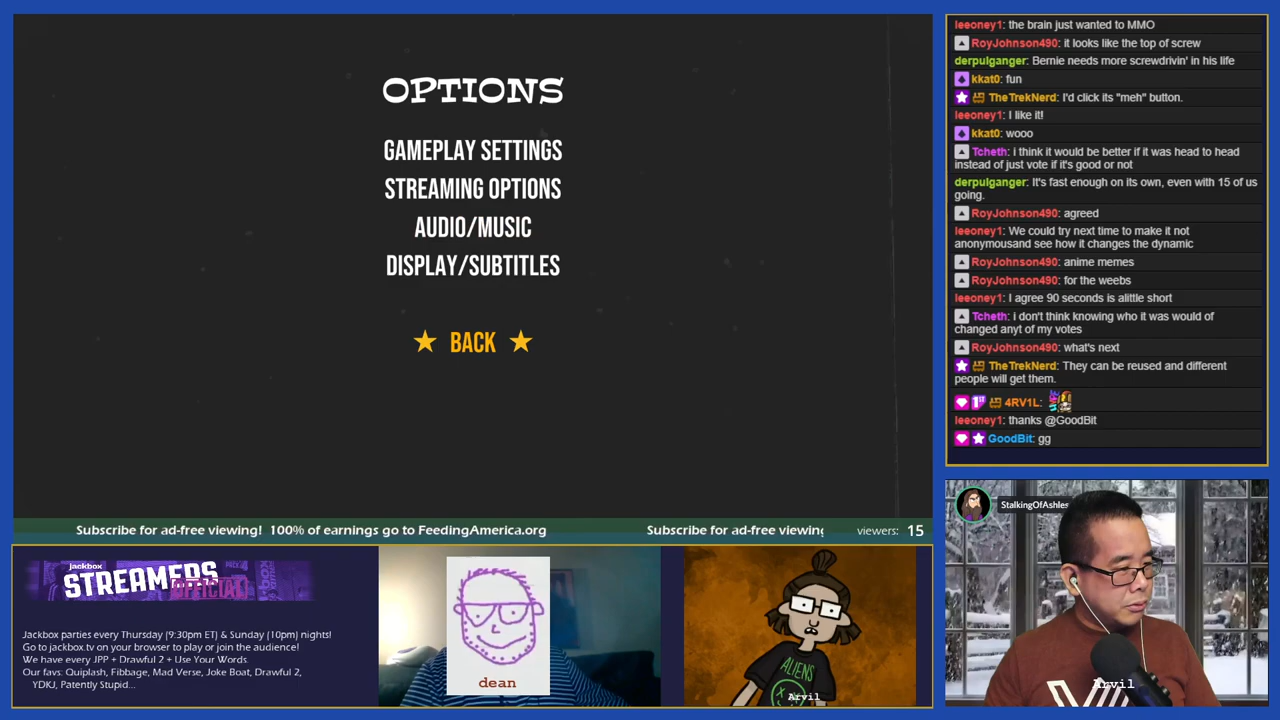 OPTIONS
GAMEPLAY SETTINGS
STREAMING OPTIONS
AUDIO/MUSIC
DISPLAY/SUBTITLES
★ BACK ★
Subscribe for ad-free viewing! 100% of earnings go to FeedingAmerica.org
Subscribe for ad-free viewing
viewers: 15
jackbox
STREAMERS
OFFICIAL
Jackbox parties every Thursday (9:30pm ET) & Sunday (10pm) nights!
Go to jackbox.tv on your browser to play or join the audience!
We have every JPP + Drawful 2 + Use Your Words.
Our favs: Quiplash, Fibbage, Mad Verse, Joke Boat, Drawful 2,
YDKJ, Patently Stupid...
dean
ALIENS
Arvil
leeoney1: the brain just wanted to MMO
RoyJohnson490: it looks like the top of screw
derpulganger: Bernie needs more screwdrivin' in his life
kkat0: fun
TheTrekNerd: I'd click its "meh" button.
leeoney1: I like it!
kkat0: wooo
Tcheth: i think it would be better if it was head to head
instead of just vote if it's good or not
derpulganger: It's fast enough on its own, even with 15 of us
going.
RoyJohnson490: agreed
leeoney1: We could try next time to make it not
anonymousand see how it changes the dynamic
RoyJohnson490: anime memes
RoyJohnson490: for the weebs
leeoney1: I agree 90 seconds is alittle short
Tcheth: i don't think knowing who it was would of
changed anyt of my votes
RoyJohnson490: what's next
TheTrekNerd: They can be reused and different
people will get them.
4RV1L:
leeoney1: thanks @GoodBit
GoodBit: gg
StalkingOfAshles
Arvil